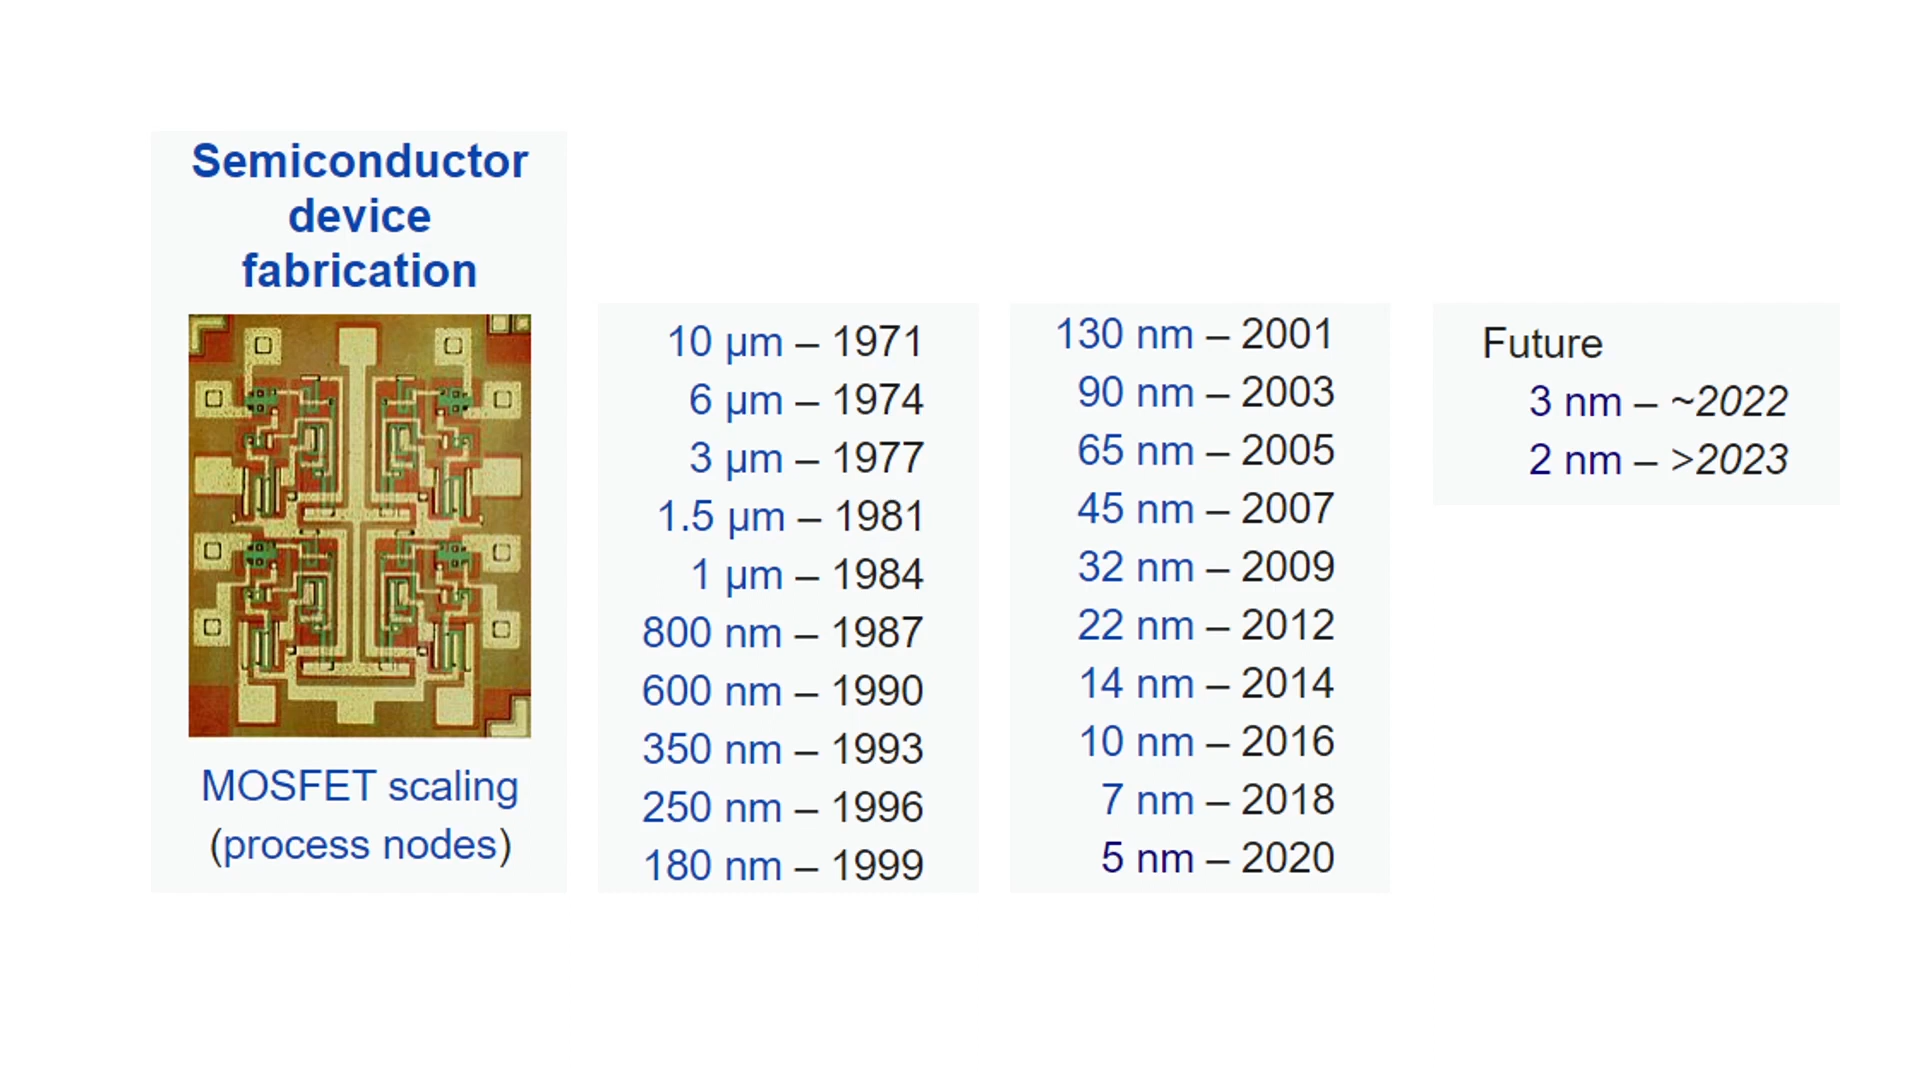 Semiconductor
device
fabrication
MOSFET scaling
(process nodes)
10 μm – 1971
6 μm – 1974
3 μm – 1977
1.5 μm – 1981
1 μm – 1984
800 nm – 1987
600 nm – 1990
350 nm – 1993
250 nm – 1996
180 nm – 1999
130 nm – 2001
90 nm – 2003
65 nm – 2005
45 nm – 2007
32 nm – 2009
22 nm – 2012
14 nm – 2014
10 nm – 2016
7 nm – 2018
5 nm – 2020
Future
3 nm – ~2022
2 nm – >2023